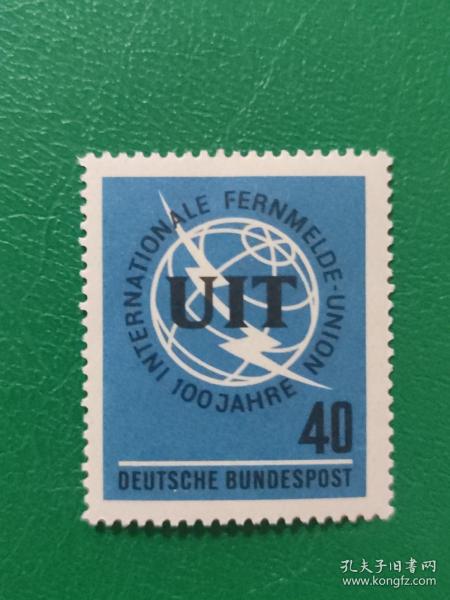 INTERNATIONALE FERNMELDE-UNION
100 JAHRE
UIT
40
DEUTSCHE BUNDESPOST
孔夫子旧书网
www.kongfz.com